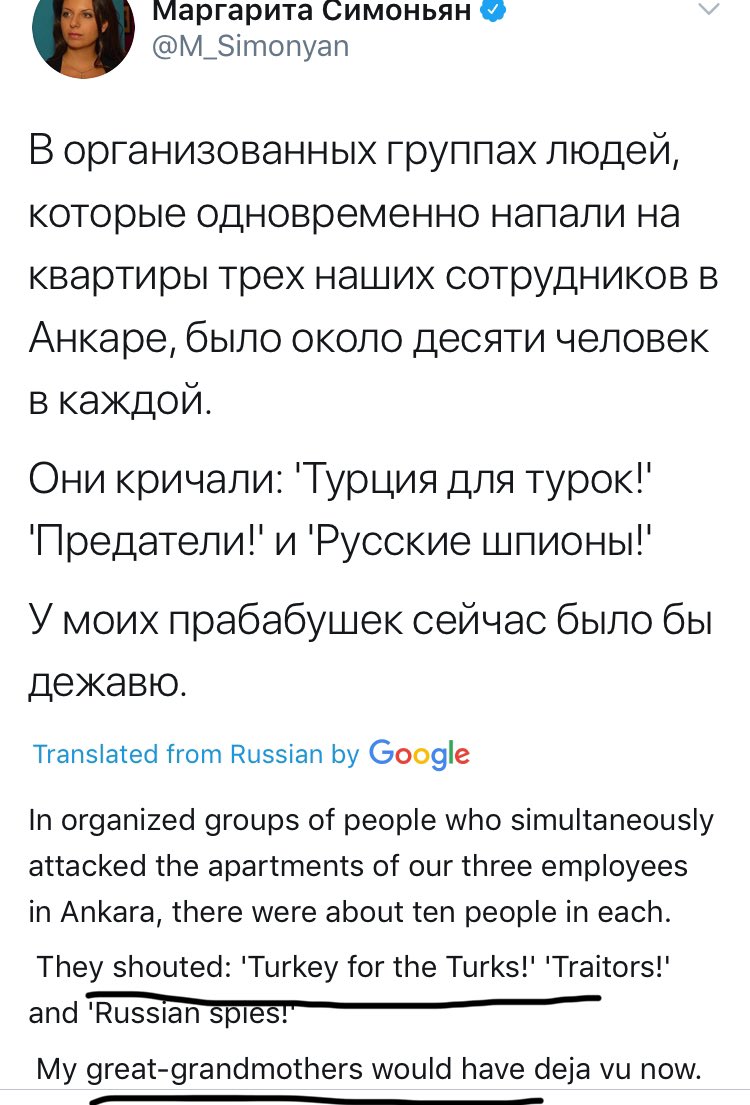 Маргарита Симоньян
@M_Simonyan
В организованных группах людей,
которые одновременно напали на
квартиры трех наших сотрудников в
Анкаре, было около десяти человек
в каждой.
Они кричали: 'Турция для турок!'
'Предатели!' и 'Русские шпионы!'
У моих прабабушек сейчас было бы
дежавю.
Translated from Russian by Google
In organized groups of people who simultaneously
attacked the apartments of our three employees
in Ankara, there were about ten people in each.
They shouted: 'Turkey for the Turks!' 'Traitors!'
and 'Russian spies!'
My great-grandmothers would have deja vu now.